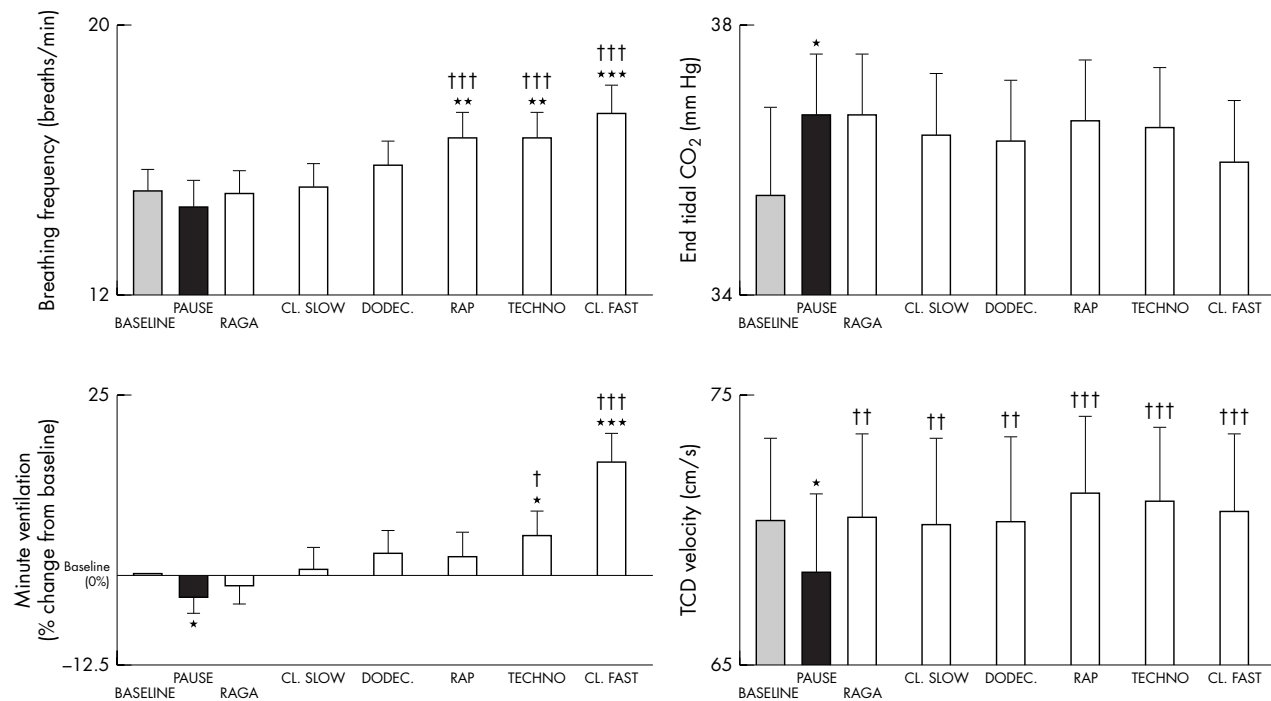 Breathing frequency (breaths/min)
20
12
†††
★★
†††
★★
†††
★★★
BASELINE
PAUSE
RAGA
CL. SLOW
DODEC.
RAP
TECHNO
CL. FAST
End tidal CO2 (mm Hg)
38
34
★
BASELINE
PAUSE
RAGA
CL. SLOW
DODEC.
RAP
TECHNO
CL. FAST
Minute ventilation
(% change from baseline)
25
Baseline
(0%)
–12.5
★
†
★
†††
★★★
BASELINE
PAUSE
RAGA
CL. SLOW
DODEC.
RAP
TECHNO
CL. FAST
TCD velocity (cm/s)
75
65
★
††
††
††
†††
†††
†††
BASELINE
PAUSE
RAGA
CL. SLOW
DODEC.
RAP
TECHNO
CL. FAST